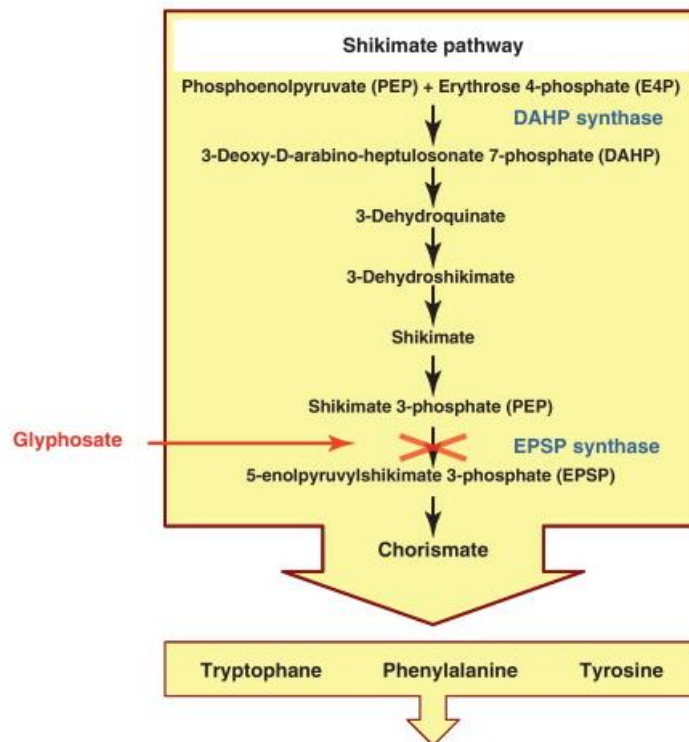 Shikimate pathway
Phosphoenolpyruvate (PEP) + Erythrose 4-phosphate (E4P)
DAHP synthase
3-Deoxy-D-arabino-heptulosonate 7-phosphate (DAHP)
3-Dehydroquinate
3-Dehydroshikimate
Shikimate
Shikimate 3-phosphate (PEP)
Glyphosate
EPSP synthase
5-enolpyruvylshikimate 3-phosphate (EPSP)
Chorismate
Tryptophane Phenylalanine Tyrosine